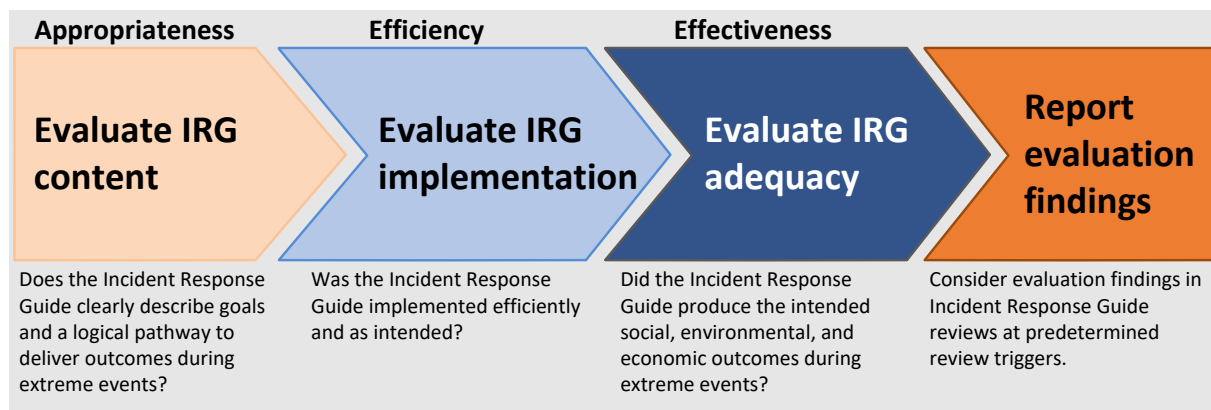 Appropriateness
Efficiency
Effectiveness
Evaluate IRG
content
Evaluate IRG
implementation
Evaluate IRG
adequacy
Report
evaluation
findings
Does the Incident Response
Guide clearly describe goals
and a logical pathway to
deliver outcomes during
extreme events?
Was the Incident Response
Guide implemented efficiently
and as intended?
Did the Incident Response
Guide produce the intended
social, environmental, and
economic outcomes during
extreme events?
Consider evaluation findings in
Incident Response Guide
reviews at predetermined
review triggers.